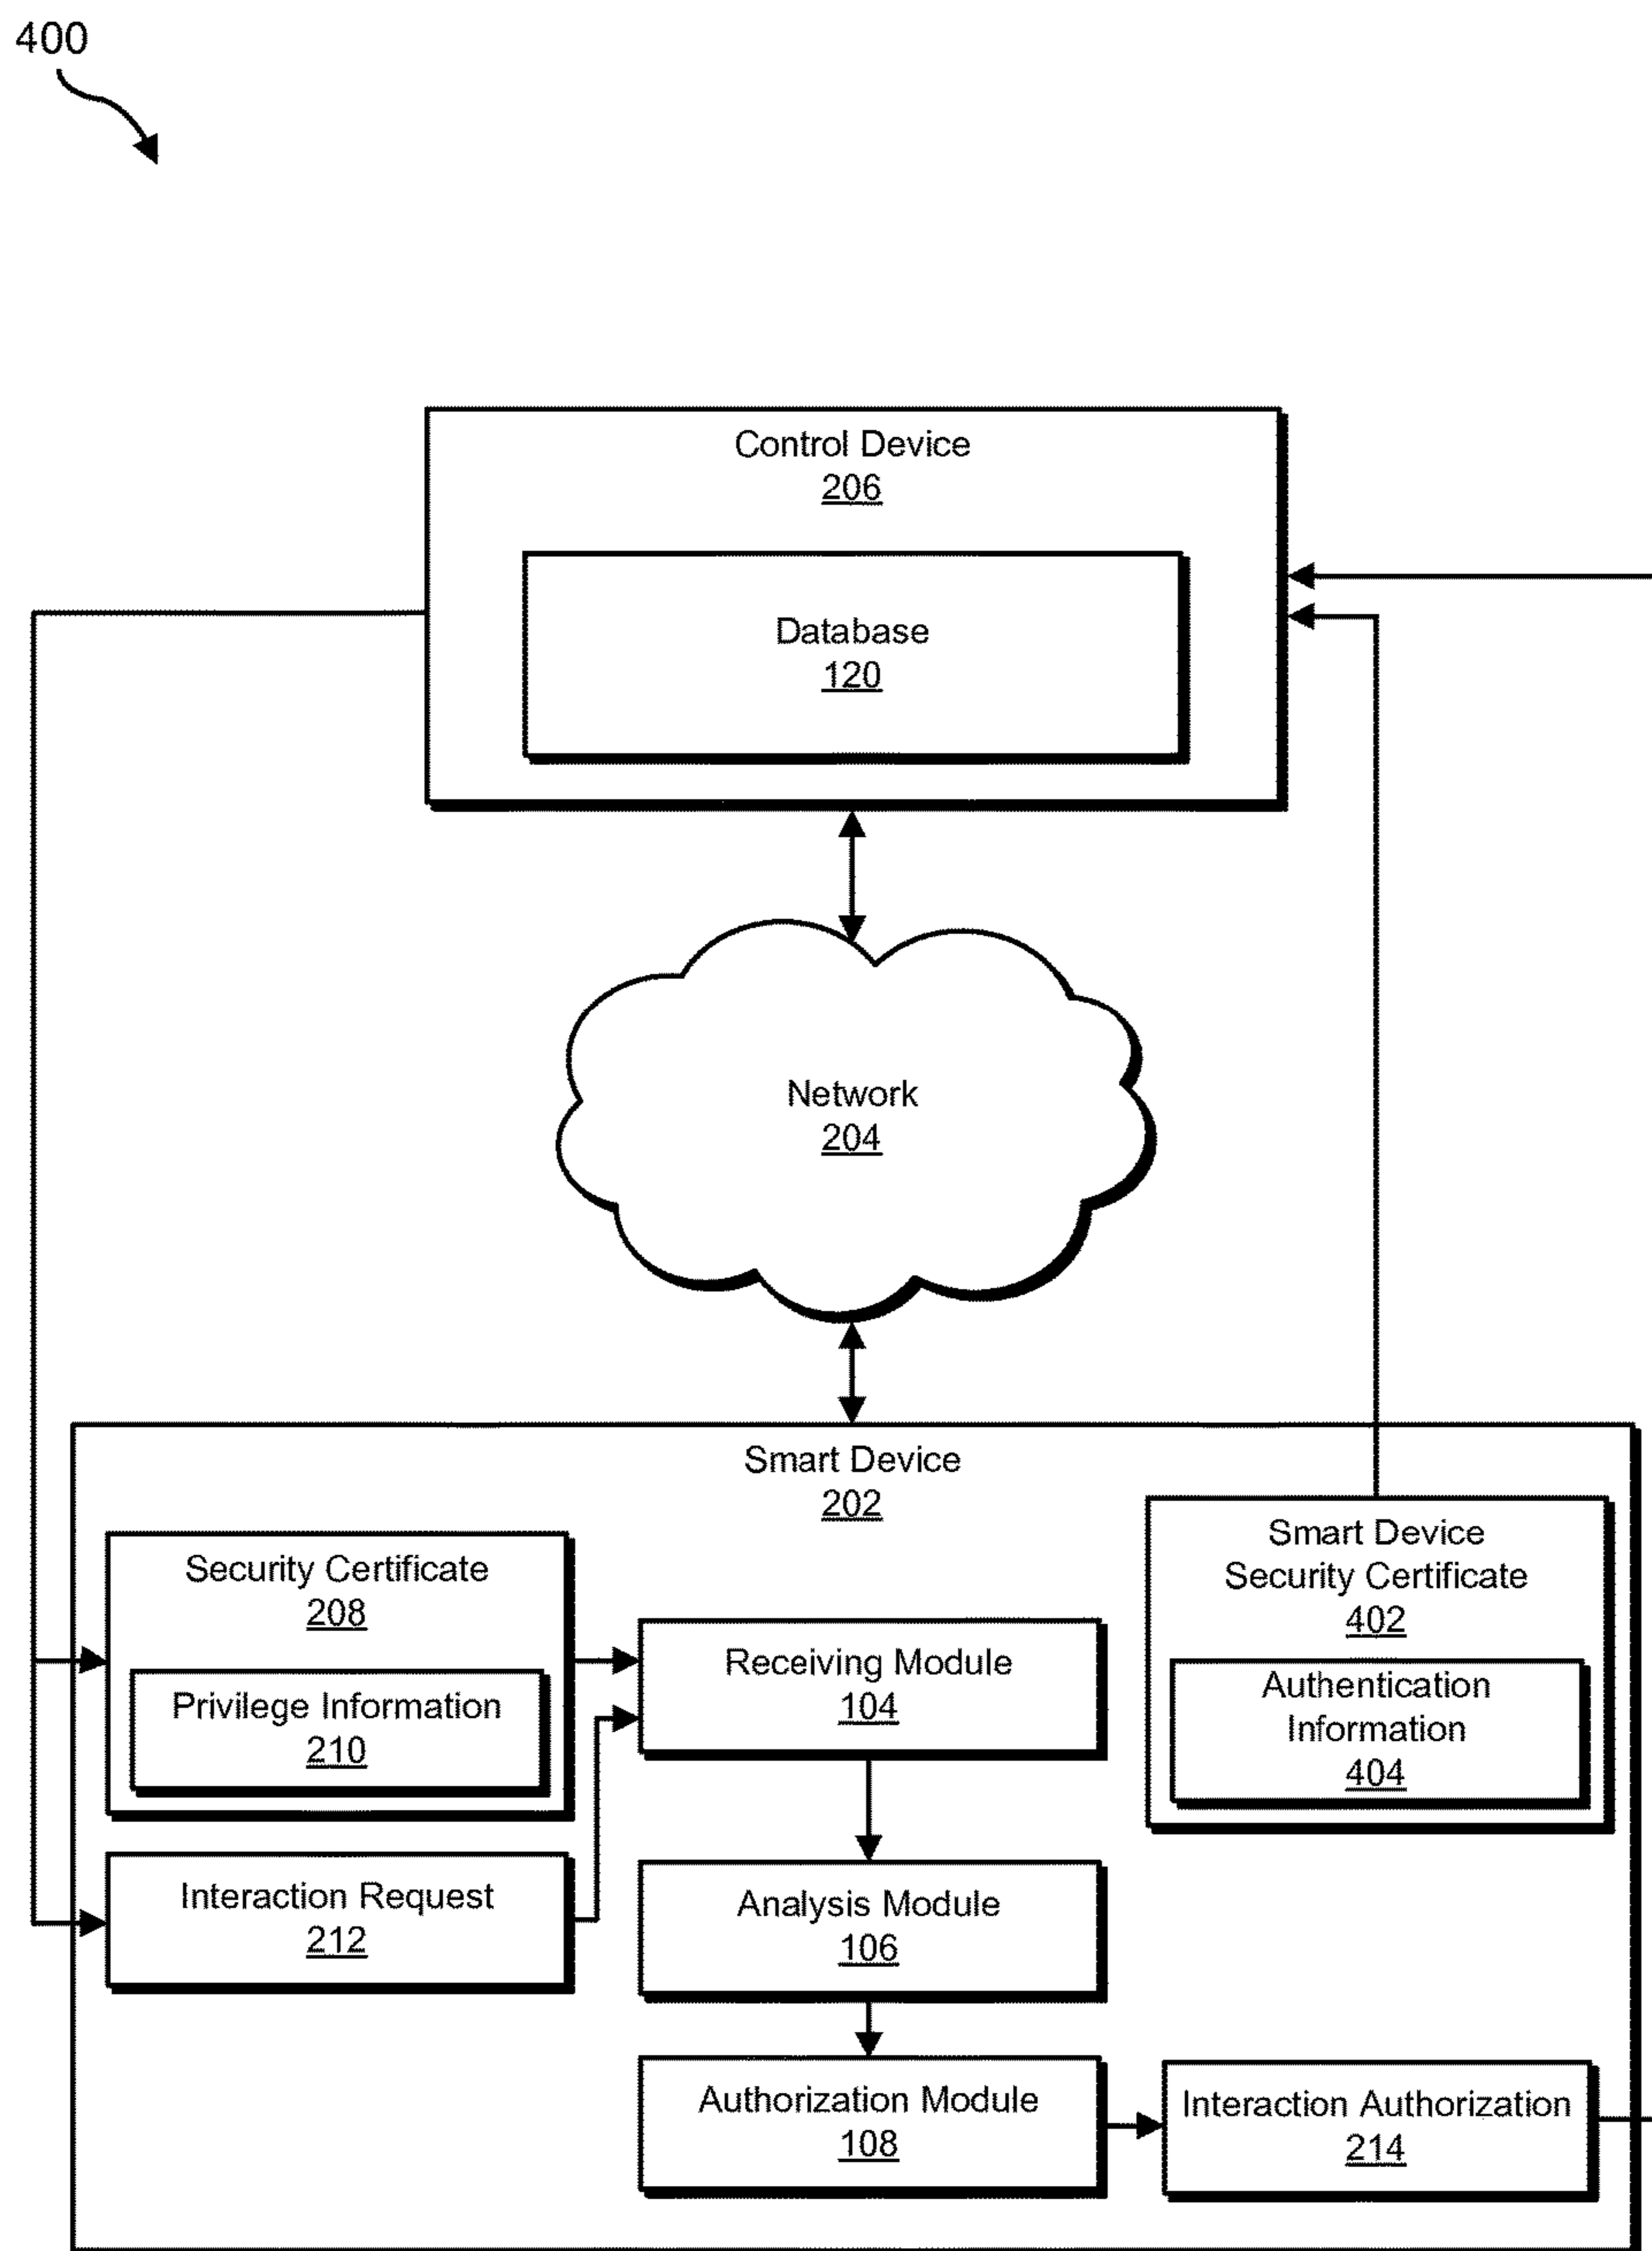 400
Control Device
206
Database
120
Network
204
Smart Device
202
Security Certificate
208
Privilege Information
210
Interaction Request
212
Receiving Module
104
Analysis Module
106
Authorization Module
108
Smart Device
Security Certificate
402
Authentication
Information
404
Interaction Authorization
214